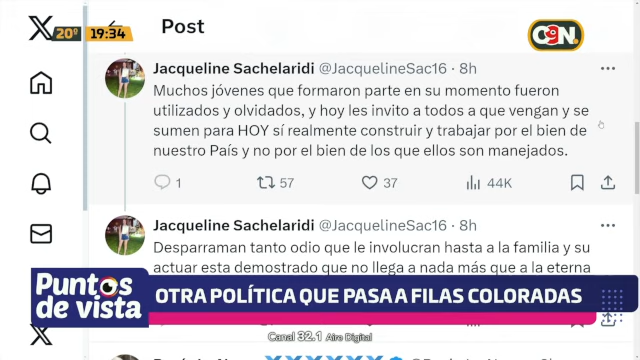 20° 19:34
Post
C9N
Jacqueline Sachelaridi @JacquelineSac16 · 8h
Muchos jóvenes que formaron parte en su momento fueron
utilizados y olvidados, y hoy les invito a todos a que vengan y se
sumen para HOY sí realmente construir y trabajar por el bien de
nuestro País y no por el bien de los que ellos son manejados.
1 57 37 44K
Jacqueline Sachelaridi @JacquelineSac16 · 8h
Desparraman tanto odio que le involucran hasta a la familia y su
actuar esta demostrado que no llega a nada más que a la eterna
Puntos
de vista
OTRA POLÍTICA QUE PASA A FILAS COLORADAS
Canal 32.1 Aire Digital